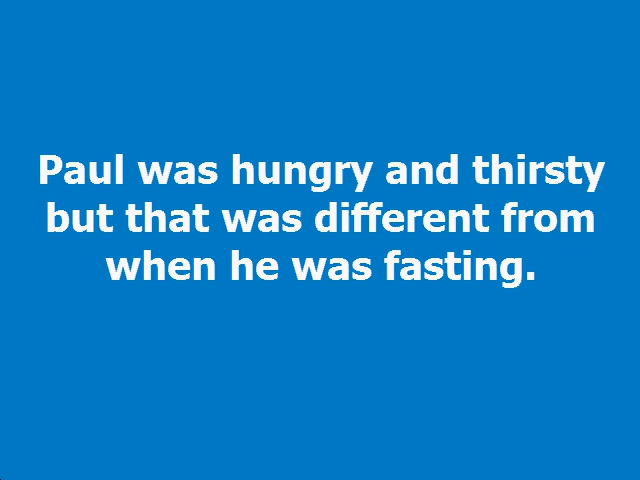 Paul was hungry and thirsty
but that was different from
when he was fasting.